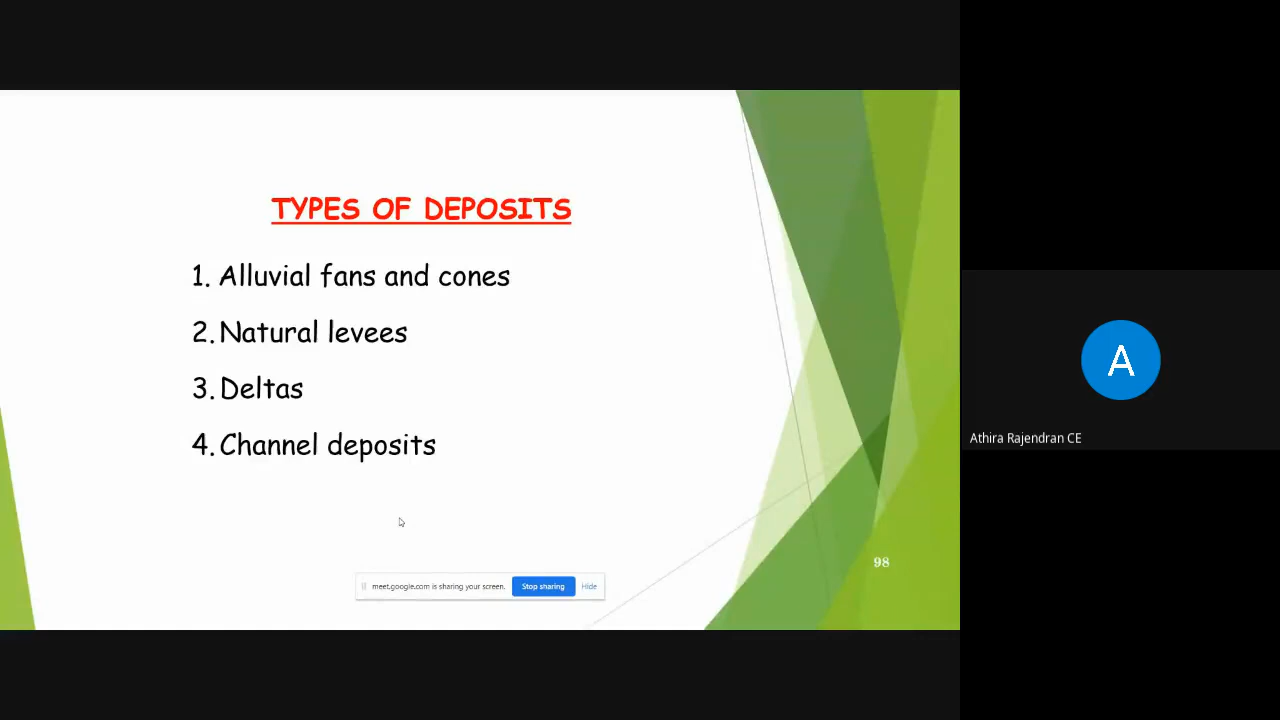 TYPES OF DEPOSITS
1. Alluvial fans and cones
2. Natural levees
3. Deltas
4. Channel deposits
meet.google.com is sharing your screen. Stop sharing Hide
98
A
Athira Rajendran CE